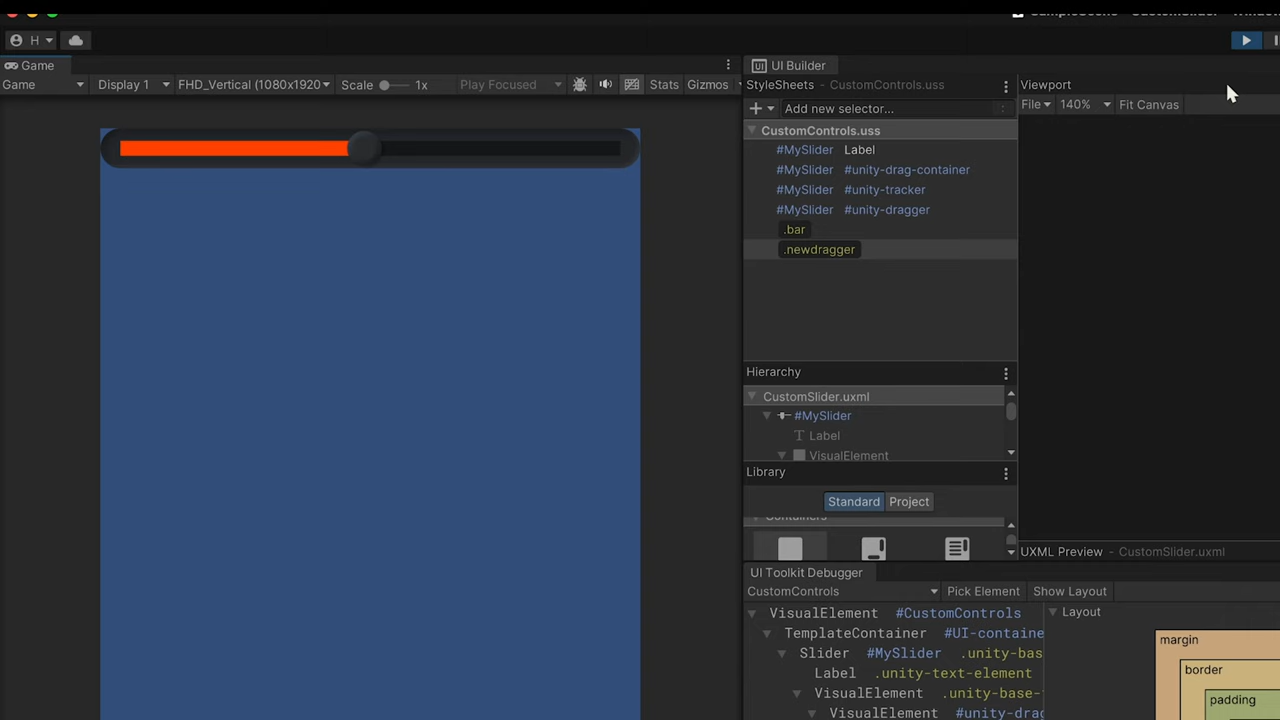 H
Game
Game
Display 1
FHD_Vertical (1080x1920
Scale
1x
Play Focused
Stats
Gizmos
UI Builder
StyleSheets - CustomControls.uss
Add new selector...
CustomControls.uss
#MySlider Label
#MySlider #unity-drag-container
#MySlider #unity-tracker
#MySlider #unity-dragger
.bar
.newdragger
Hierarchy
CustomSlider.uxml
#MySlider
Label
VisualElement
Library
Standard
Project
Containers
Viewport
File
140%
Fit Canvas
UXML Preview - CustomSlider.uxml
UI Toolkit Debugger
CustomControls
Pick Element
Show Layout
VisualElement #CustomControls
TemplateContainer #UI-containe
Slider #MySlider .unity-bas
Label .unity-text-element
VisualElement .unity-base-
VisualElement #unity-drag
Layout
margin
border
padding